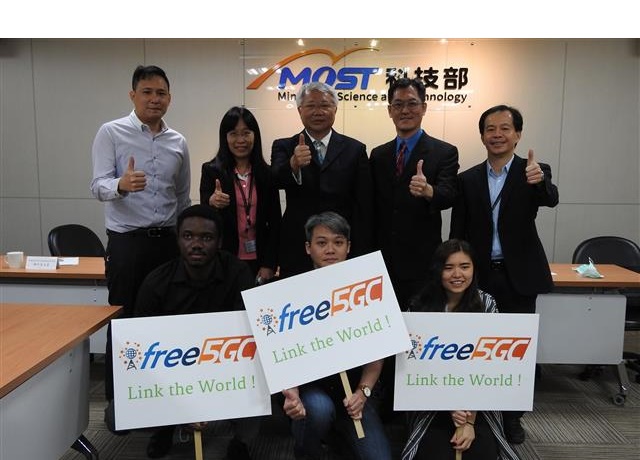 MOST 科技部
Ministry of Science and Technology
free5GC
Link the World !
free5GC
Link the World !
free5GC
Link the World !